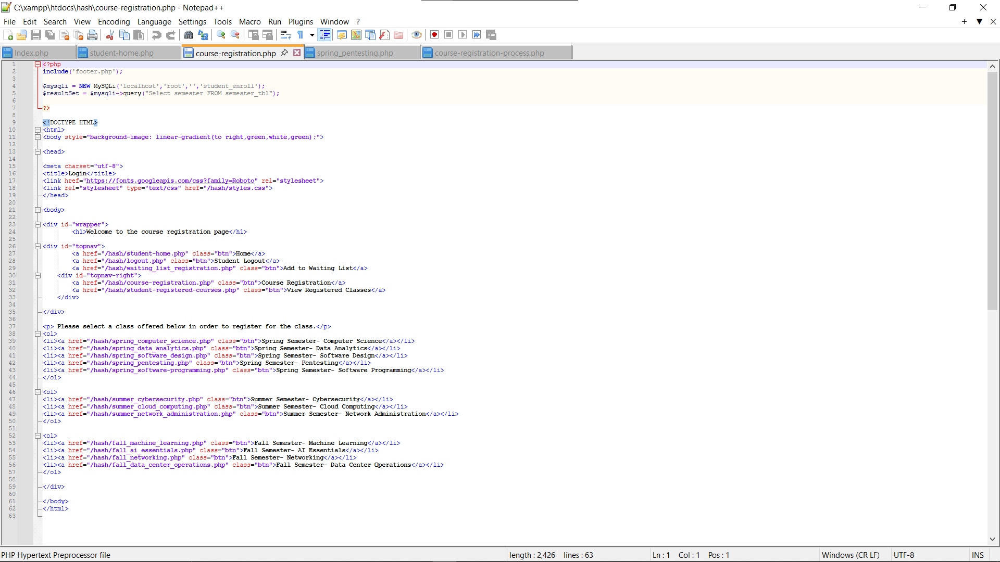 C:\xampp\htdocs\hash\course-registration.php - Notepad++
File Edit Search View Encoding Language Settings Tools Macro Run Plugins Window ?
Index.php student-home.php course-registration.php spring_pentesting.php course-registration-process.php
1 <?php
2 include('footer.php');
3
4 $mysqli = NEW MySQLi('localhost','root','','student_enroll');
5 $resultSet = $mysqli->query("Select semester FROM semester_tbl");
6
7 ?>
8
9 <!DOCTYPE HTML>
10 <html>
11 <body style="background-image: linear-gradient(to right,green,white,green);">
12
13 <head>
14
15 <meta charset="utf-8">
16 <title>Login</title>
17 <link href="https://fonts.googleapis.com/css?family=Roboto" rel="stylesheet">
18 <link rel="stylesheet" type="text/css" href="/hash/styles.css">
19 </head>
20
21 <body>
22
23 <div id="wrapper">
24 <h1>Welcome to the course registration page</h1>
25
26 <div id="topnav">
27 <a href="/hash/student-home.php" class="btn">Home</a>
28 <a href="/hash/logout.php" class="btn">Student Logout</a>
29 <a href="/hash/waiting_list_registration.php" class="btn">Add to Waiting List</a>
30 <div id="topnav-right">
31 <a href="/hash/course-registration.php" class="btn">Course Registration</a>
32 <a href="/hash/student-registered-courses.php" class="btn">View Registered Classes</a>
33 </div>
34
35 </div>
36
37 <p> Please select a class offered below in order to register for the class.</p>
38 <ol>
39 <li><a href="/hash/spring_computer_science.php" class="btn">Spring Semester- Computer Science</a></li>
40 <li><a href="/hash/spring_data_analytics.php" class="btn">Spring Semester- Data Analytics</a></li>
41 <li><a href="/hash/spring_software_design.php" class="btn">Spring Semester- Software Design</a></li>
42 <li><a href="/hash/spring_pentesting.php" class="btn">Spring Semester- Pentesting</a></li>
43 <li><a href="/hash/spring_software-programming.php" class="btn">Spring Semester- Software Programming</a></li>
44 </ol>
45
46 <ol>
47 <li><a href="/hash/summer_cybersecurity.php" class="btn">Summer Semester- Cybersecurity</a></li>
48 <li><a href="/hash/summer_cloud_computing.php" class="btn">Summer Semester- Cloud Computing</a></li>
49 <li><a href="/hash/summer_network_administration.php" class="btn">Summer Semester- Network Administration</a></li>
50 </ol>
51
52 <ol>
53 <li><a href="/hash/fall_machine_learning.php" class="btn">Fall Semester- Machine Learning</a></li>
54 <li><a href="/hash/fall_ai_essentials.php" class="btn">Fall Semester- AI Essentials</a></li>
55 <li><a href="/hash/fall_networking.php" class="btn">Fall Semester- Networking</a></li>
56 <li><a href="/hash/fall_data_center_operations.php" class="btn">Fall Semester- Data Center Operations</a></li>
57 </ol>
58
59 </div>
60
61 </body>
62 </html>
63
PHP Hypertext Preprocessor file length : 2,426 lines : 63 Ln : 1 Col : 1 Pos : 1 Windows (CR LF) UTF-8 INS